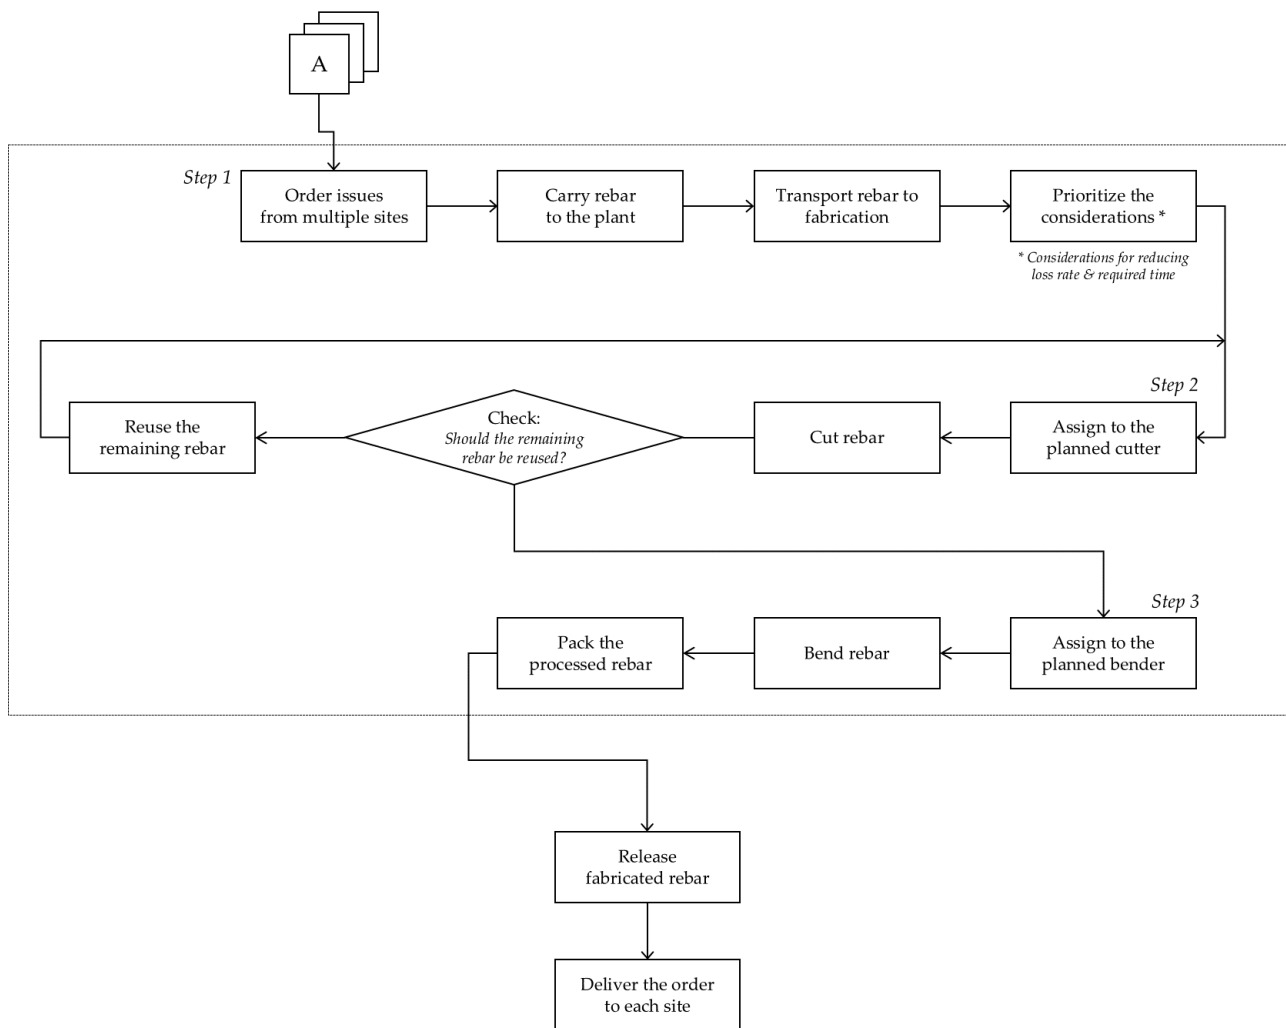 A
Step 1
Order issues
from multiple sites
Carry rebar
to the plant
Transport rebar to
fabrication
Prioritize the
considerations *
* Considerations for reducing
loss rate & required time
Step 2
Reuse the
remaining rebar
Check:
Should the remaining
rebar be reused?
Cut rebar
Assign to the
planned cutter
Step 3
Pack the
processed rebar
Bend rebar
Assign to the
planned bender
Release
fabricated rebar
Deliver the order
to each site